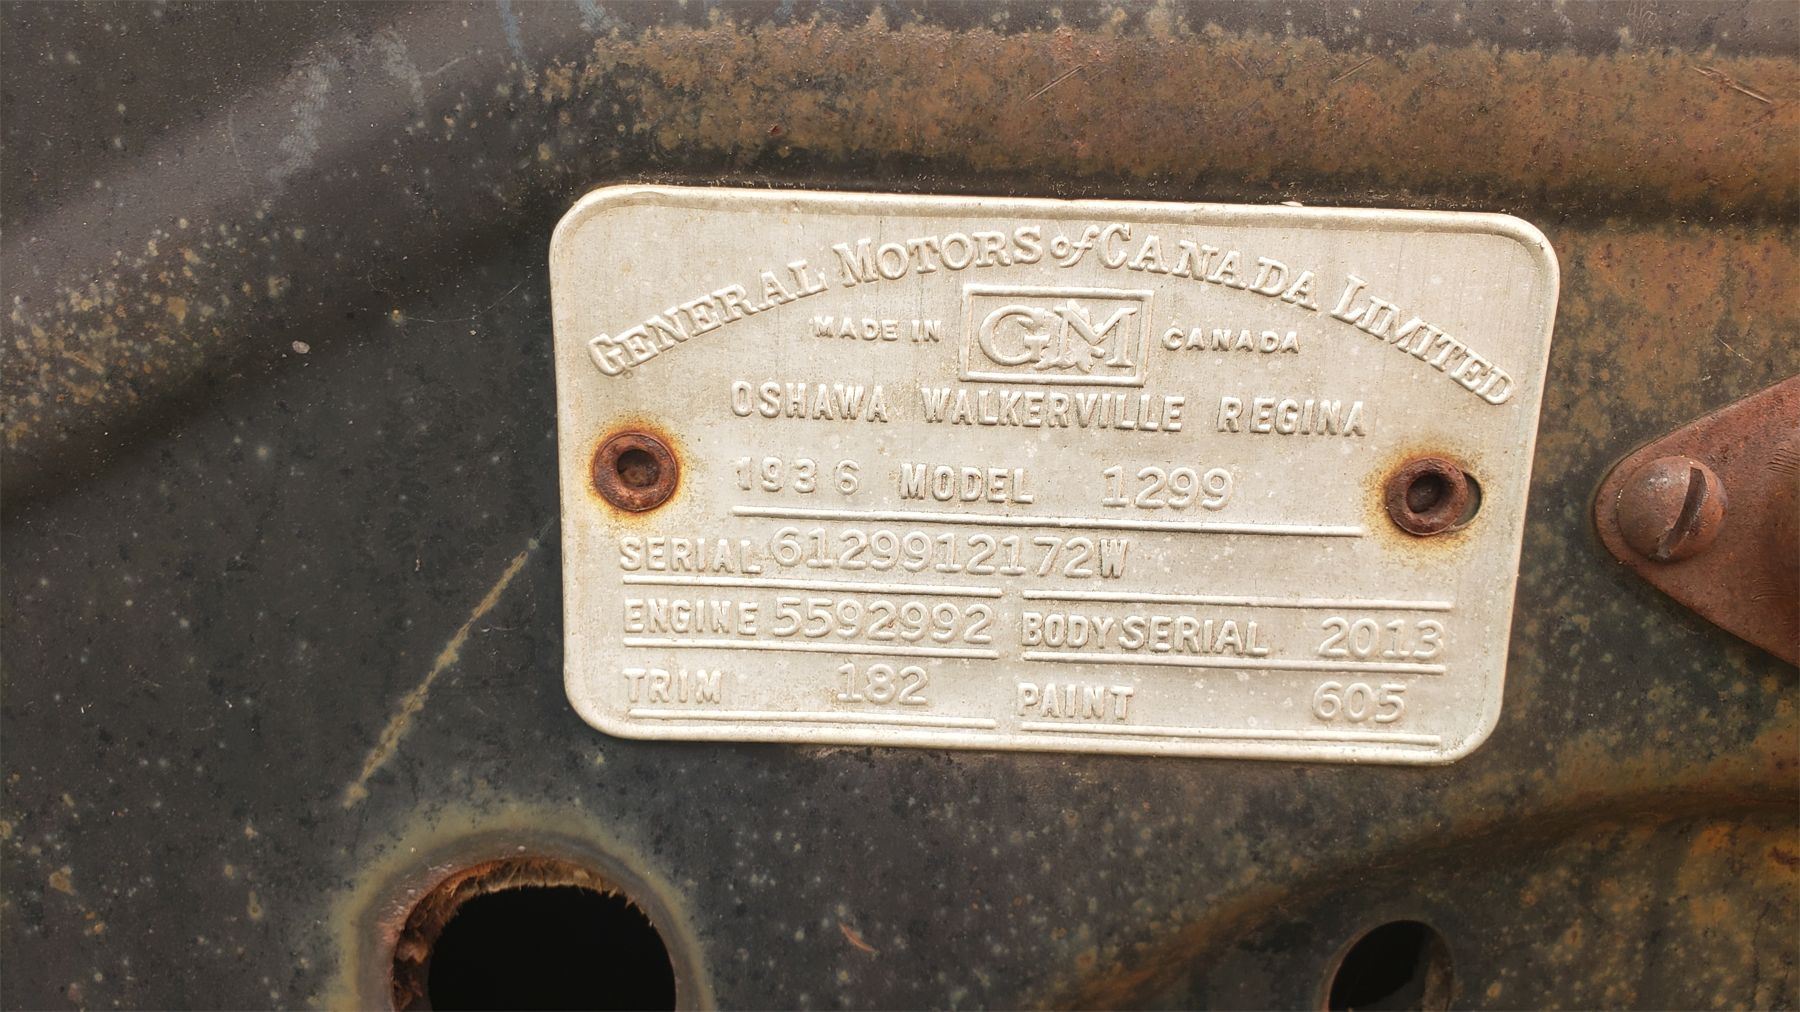 GENERAL MOTORS of CANADA LIMITED
MADE IN GM CANADA
OSHAWA WALKERVILLE REGINA
1936 MODEL 1299
SERIAL 6129912172W
ENGINE 5592992 BODY SERIAL 2013
TRIM 182 PAINT 605